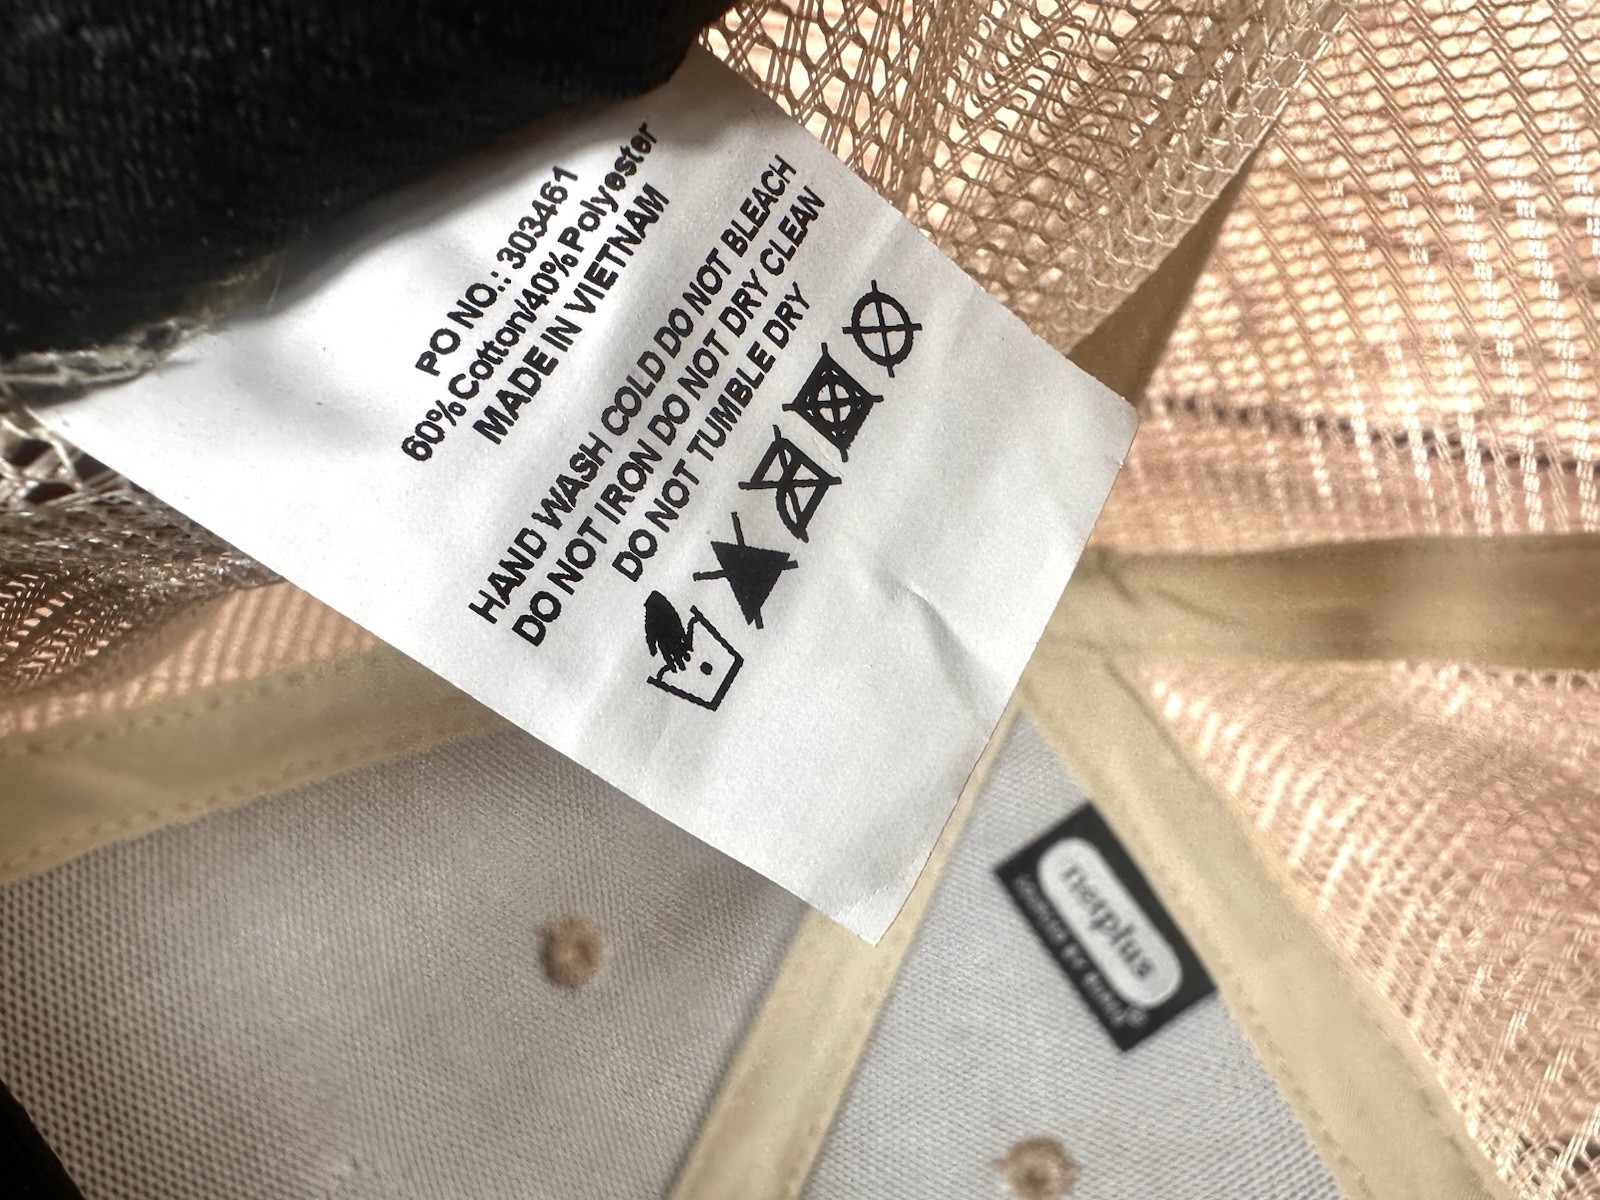 PO NO.: 303461
60%Cotton/40%Polyester
MADE IN VIETNAM
HAND WASH COLD DO NOT BLEACH
DO NOT IRON DO NOT DRY CLEAN
DO NOT TUMBLE DRY
netplus